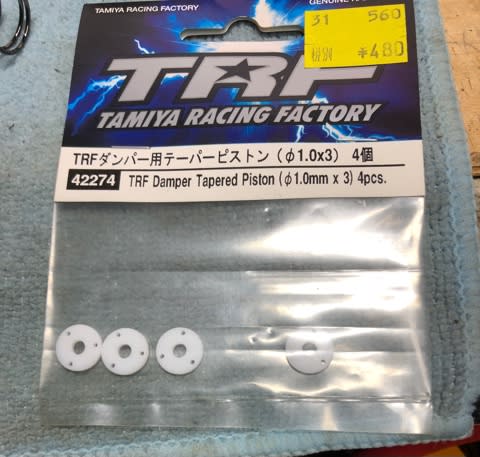 TAMIYA RACING FACTORY
GENUINE
31 560
税別 ¥480
TRF
TAMIYA RACING FACTORY
TRFダンパー用テーパーピストン(φ1.0x3) 4個
42274 TRF Damper Tapered Piston (φ1.0mm x 3) 4pcs.